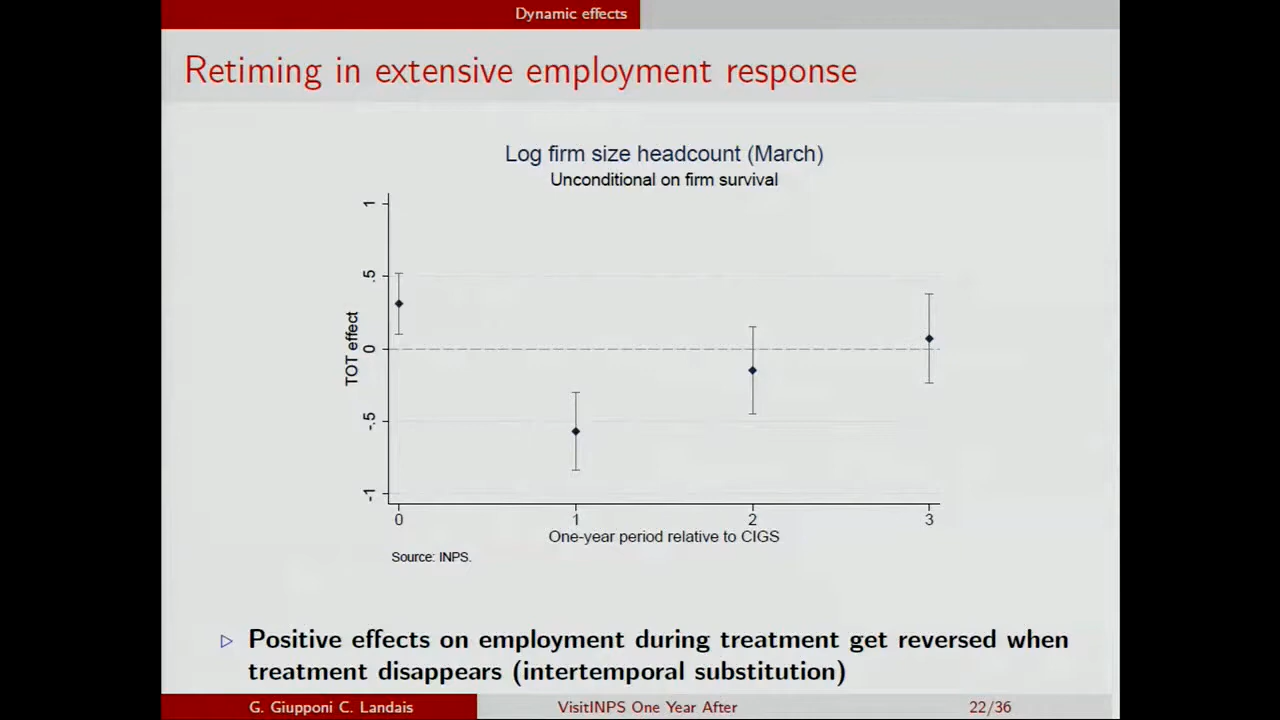 Dynamic effects
Retiming in extensive employment response
Log firm size headcount (March)
Unconditional on firm survival
TOT effect
1
.5
0
-.5
-1
0 1 2 3
One-year period relative to CIGS
Source: INPS.
▷ Positive effects on employment during treatment get reversed when
treatment disappears (intertemporal substitution)
G. Giupponi C. Landais VisitINPS One Year After 22/36